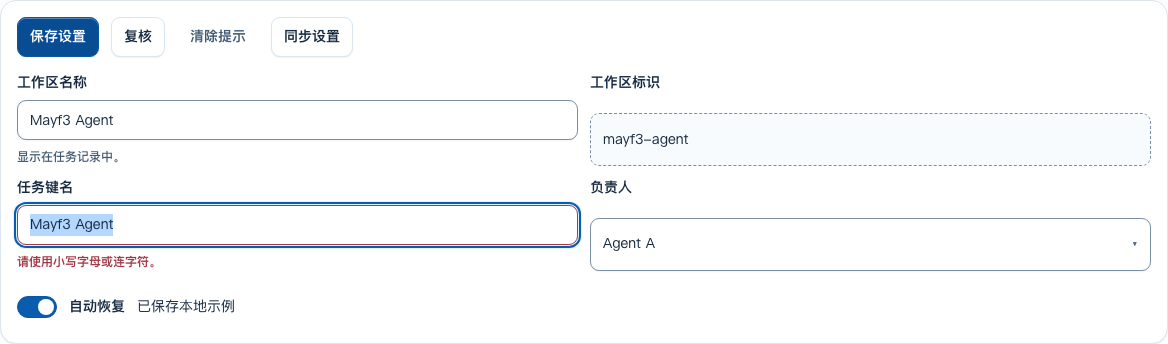 保存设置 复核 清除提示 同步设置
工作区名称
Mayf3 Agent
显示在任务记录中。
工作区标识
mayf3-agent
任务键名
Mayf3 Agent
请使用小写字母或连字符。
负责人
Agent A
自动恢复 已保存本地示例